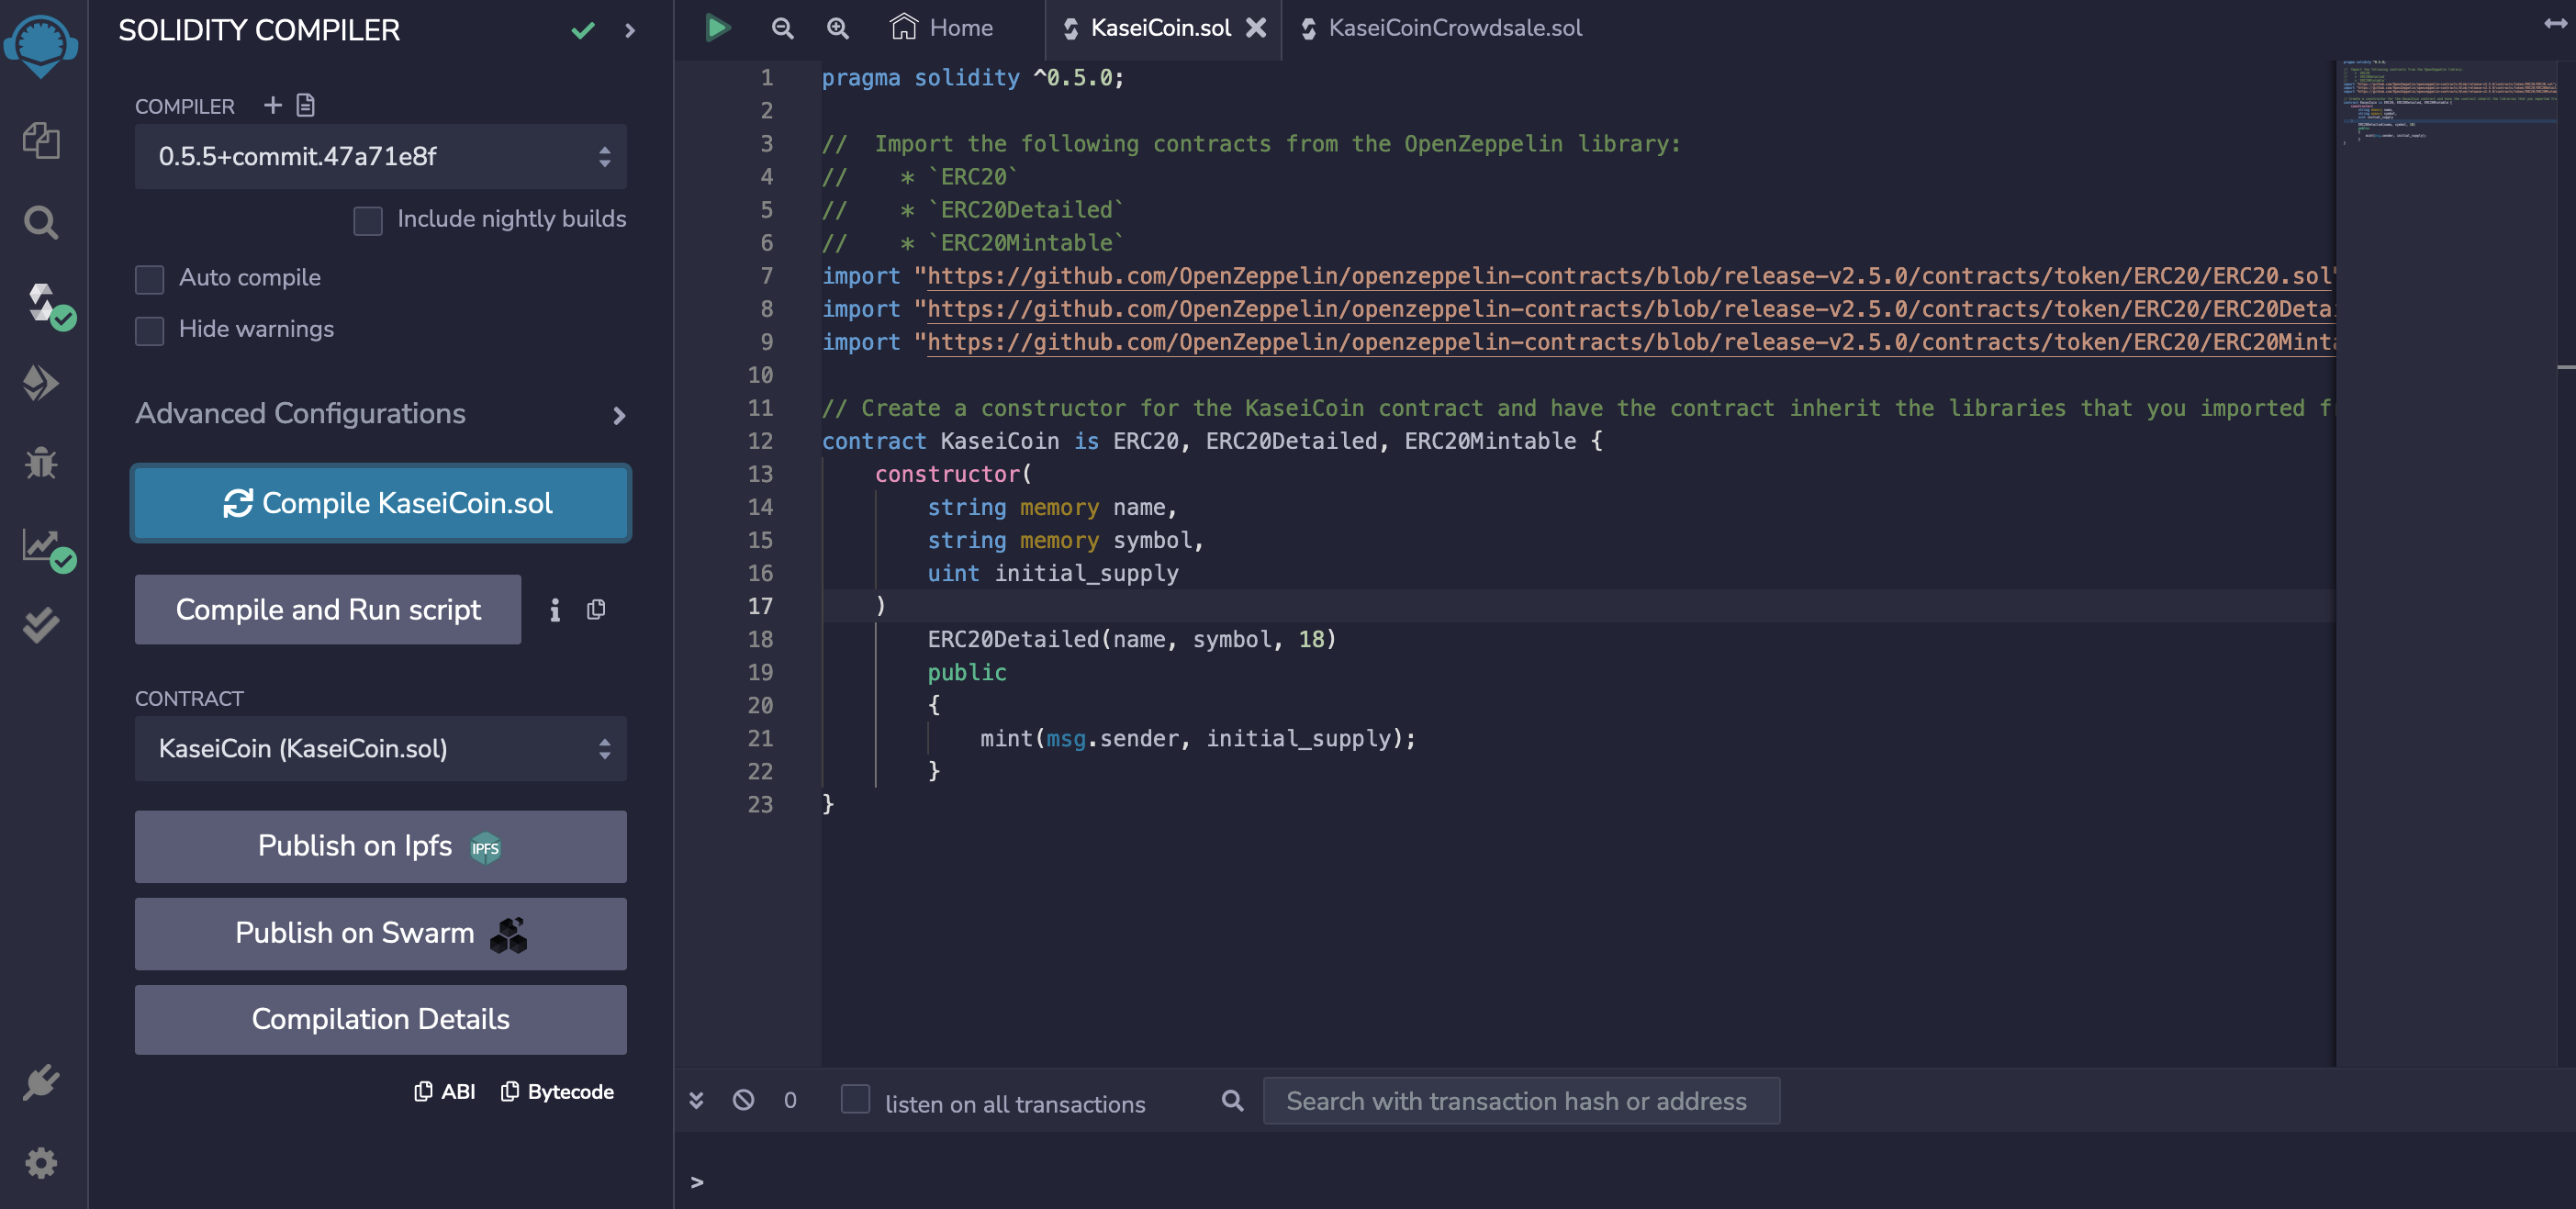 SOLIDITY COMPILER
COMPILER
0.5.5+commit.47a71e8f
Include nightly builds
Auto compile
Hide warnings
Advanced Configurations
Compile KaseiCoin.sol
Compile and Run script
CONTRACT
KaseiCoin (KaseiCoin.sol)
Publish on Ipfs IPFS
Publish on Swarm
Compilation Details
ABI Bytecode
Home KaseiCoin.sol KaseiCoinCrowdsale.sol
1 pragma solidity ^0.5.0;
2
3 //  Import the following contracts from the OpenZeppelin library:
4 //    * `ERC20`
5 //    * `ERC20Detailed`
6 //    * `ERC20Mintable`
7 import "https://github.com/OpenZeppelin/openzeppelin-contracts/blob/release-v2.5.0/contracts/token/ERC20/ERC20.sol"
8 import "https://github.com/OpenZeppelin/openzeppelin-contracts/blob/release-v2.5.0/contracts/token/ERC20/ERC20Detai
9 import "https://github.com/OpenZeppelin/openzeppelin-contracts/blob/release-v2.5.0/contracts/token/ERC20/ERC20Minta
10
11 // Create a constructor for the KaseiCoin contract and have the contract inherit the libraries that you imported f
12 contract KaseiCoin is ERC20, ERC20Detailed, ERC20Mintable {
13     constructor(
14         string memory name,
15         string memory symbol,
16         uint initial_supply
17     )
18         ERC20Detailed(name, symbol, 18)
19         public
20         {
21             mint(msg.sender, initial_supply);
22         }
23 }
0 listen on all transactions Search with transaction hash or address
>